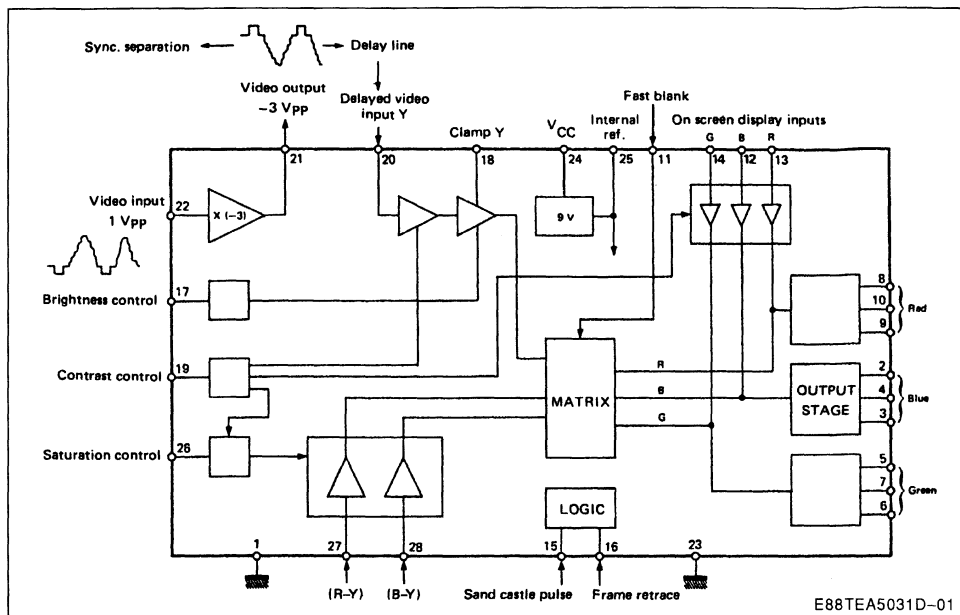 Sync. separation
Delay line
Video output
−3 VPP
Delayed video
input Y
Clamp Y
VCC
Internal
ref.
Fast blank
On screen display inputs
G B R
21 20 18 24 25 11 14 12 13
Video input
1 VPP
22
X (−3)
9 V
Brightness control
17
8
10
9
Red
Contrast control
19
MATRIX
R
B
G
OUTPUT
STAGE
2
4
3
Blue
Saturation control
26
5
7
6
Green
LOGIC
1 27 28 15 16 23
(R−Y) (B−Y) Sand castle pulse Frame retrace
E88TEA5031D-01